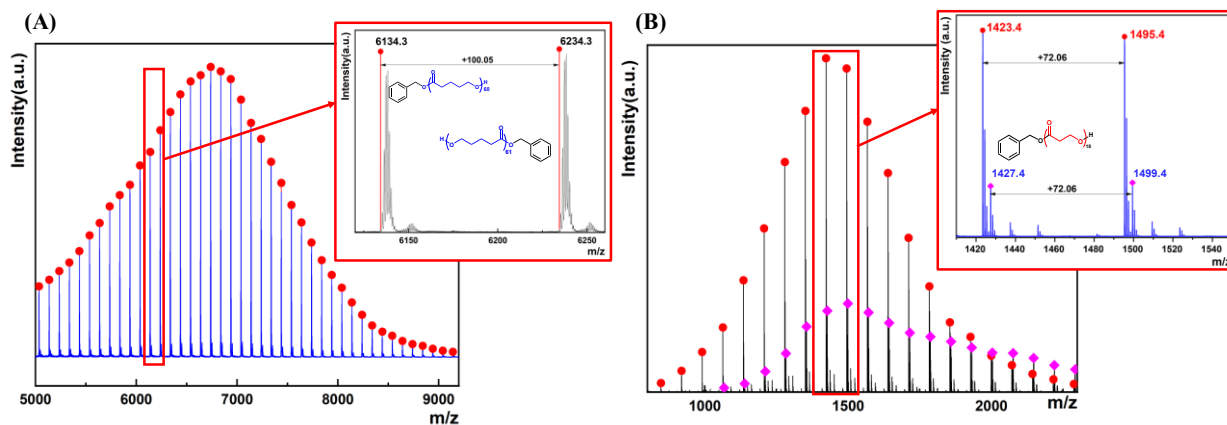 (A)
Intensity(a.u.)
5000 6000 7000 8000 9000
m/z
Intensity(a.u.)
6134.3 6234.3
+100.05
O
O
O
H
60
H
O
O
61
O
6150 6200 6250
m/z
(B)
Intensity(a.u.)
1000 1500 2000
m/z
Intensity (a.u.)
1423.4 1495.4
+72.06
O
O
O
H
18
1427.4 1499.4
+72.06
1420 1440 1460 1480 1500 1520 1540
m/z